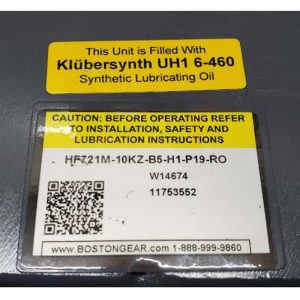 This Unit is Filled With
Klübersynth UH1 6-460
Synthetic Lubricating Oil
CAUTION: BEFORE OPERATING REFER
TO INSTALLATION, SAFETY AND
LUBRICATION INSTRUCTIONS
HFZ21M-10KZ-B5-H1-P19-RO
W14674
11753552
www.BOSTONGEAR.com 1-888-999-9860